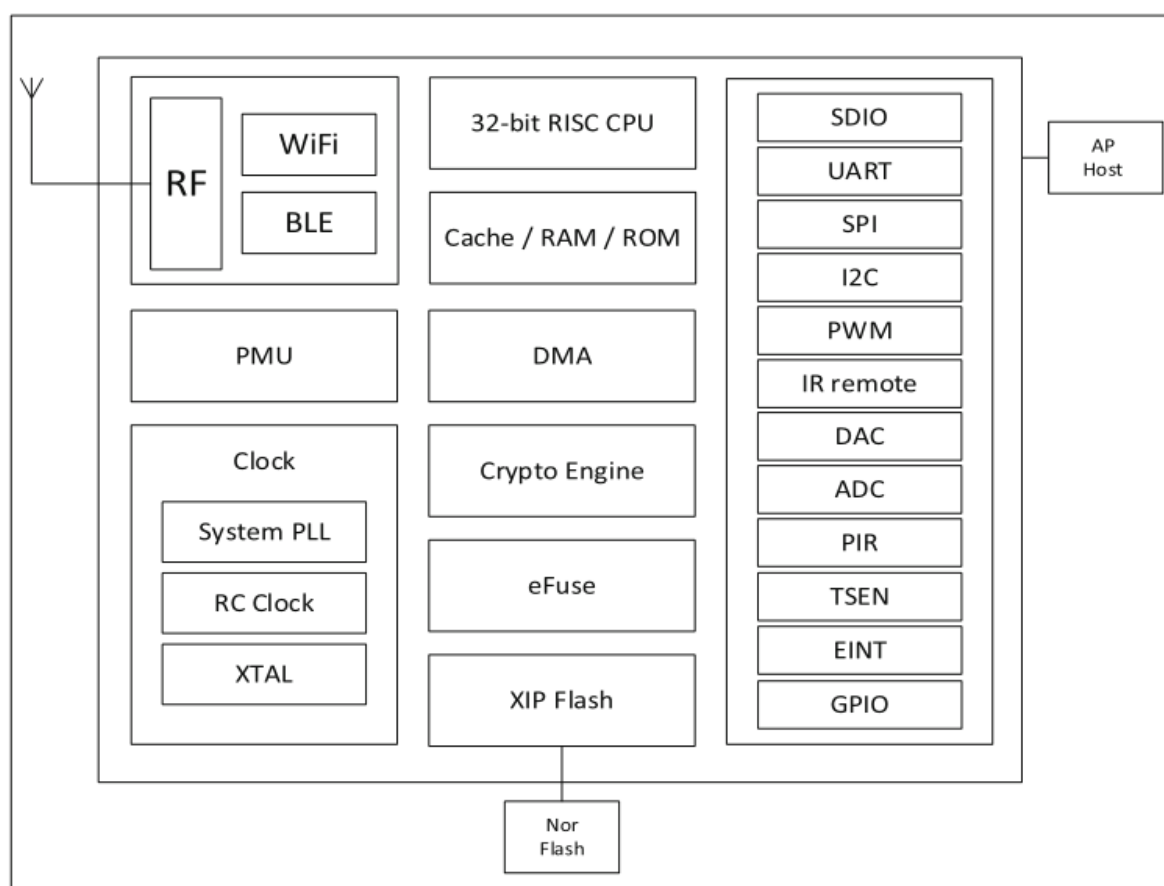 RF
WiFi
BLE
PMU
Clock
System PLL
RC Clock
XTAL
32-bit RISC CPU
Cache / RAM / ROM
DMA
Crypto Engine
eFuse
XIP Flash
Nor
Flash
SDIO
UART
SPI
I2C
PWM
IR remote
DAC
ADC
PIR
TSEN
EINT
GPIO
AP
Host